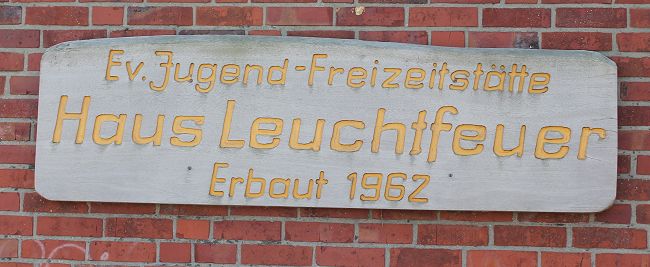 Ev. Jugend-Freizeitstätte
Haus Leuchtfeuer
Erbaut 1962